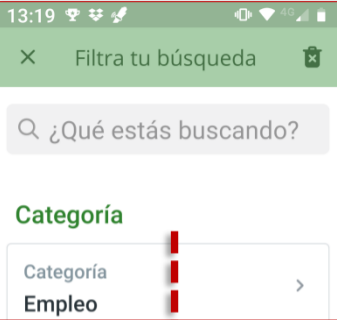 13:19 4G
Filtra tu búsqueda
¿Qué estás buscando?
Categoría
Categoría
Empleo